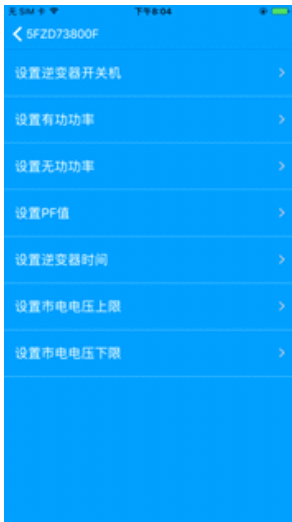 无 SIM 卡 下午8:04
5FZD73800F
设置逆变器开关机
设置有功功率
设置无功功率
设置PF值
设置逆变器时间
设置市电电压上限
设置市电电压下限